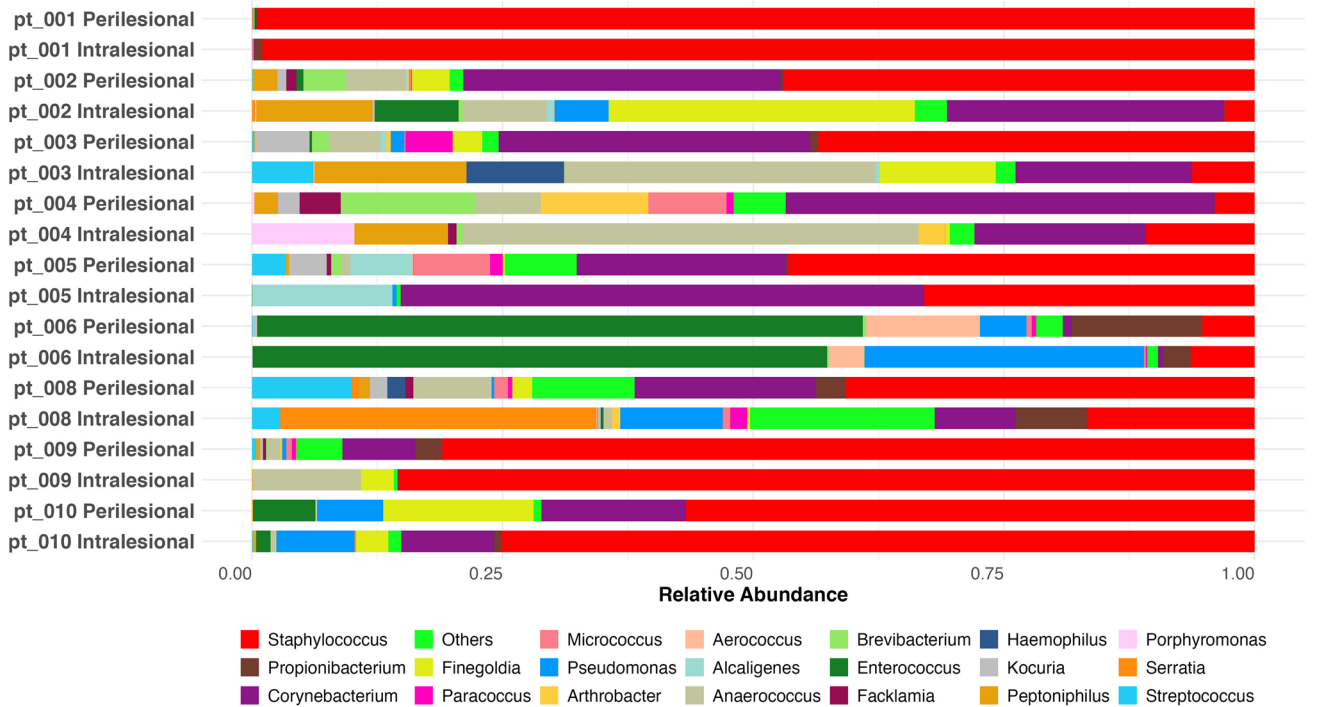 pt_001 Perilesional
pt_001 Intralesional
pt_002 Perilesional
pt_002 Intralesional
pt_003 Perilesional
pt_003 Intralesional
pt_004 Perilesional
pt_004 Intralesional
pt_005 Perilesional
pt_005 Intralesional
pt_006 Perilesional
pt_006 Intralesional
pt_008 Perilesional
pt_008 Intralesional
pt_009 Perilesional
pt_009 Intralesional
pt_010 Perilesional
pt_010 Intralesional
0.00 0.25 0.50 0.75 1.00
Relative Abundance
Staphylococcus Others Micrococcus Aerococcus Brevibacterium Haemophilus Porphyromonas
Propionibacterium Finegoldia Pseudomonas Alcaligenes Enterococcus Kocuria Serratia
Corynebacterium Paracoccus Arthrobacter Anaerococcus Facklamia Peptoniphilus Streptococcus